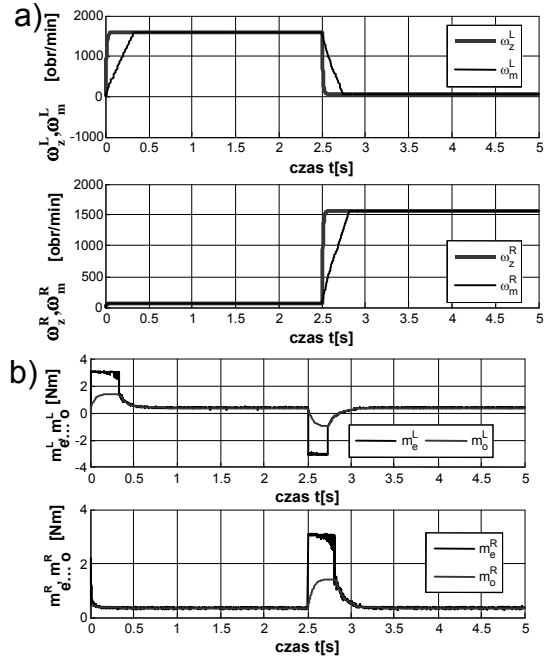 a)
ω_z^L, ω_m^L [obr/min]
2000
1000
0
-1000
0 0.5 1 1.5 2 2.5 3 3.5 4 4.5 5
czas t[s]
ω_z^L
ω_m^L
ω_z^R, ω_m^R [obr/min]
2000
1500
1000
500
0
0 0.5 1 1.5 2 2.5 3 3.5 4 4.5 5
czas t[s]
ω_z^R
ω_m^R
b)
m_e^L, m_o^L [Nm]
4
2
0
-2
-4
0 0.5 1 1.5 2 2.5 3 3.5 4 4.5 5
czas t[s]
m_e^L m_o^L
m_e^R, m_o^R [Nm]
4
2
0
0 0.5 1 1.5 2 2.5 3 3.5 4 4.5 5
czas t[s]
m_e^R
m_o^R